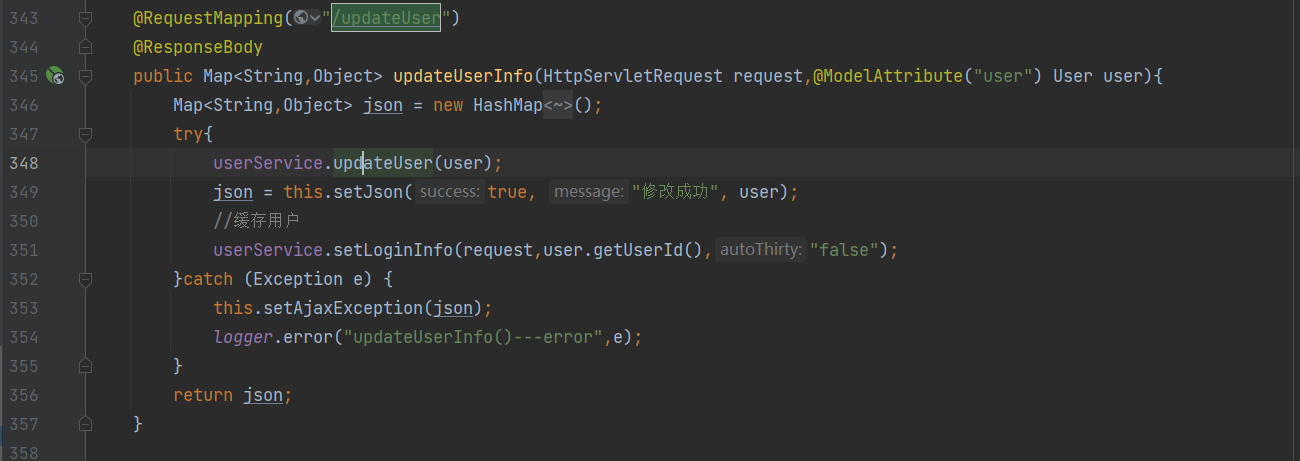 343 @RequestMapping("/updateUser")
344 @ResponseBody
345 public Map<String,Object> updateUserInfo(HttpServletRequest request,@ModelAttribute("user") User user){
346 Map<String,Object> json = new HashMap<~>();
347 try{
348 userService.updateUser(user);
349 json = this.setJson( success: true, message: "修改成功", user);
350 //缓存用户
351 userService.setLoginInfo(request,user.getUserId(), autoThirty: "false");
352 }catch (Exception e) {
353 this.setAjaxException(json);
354 logger.error("updateUserInfo()---error",e);
355 }
356 return json;
357 }
358